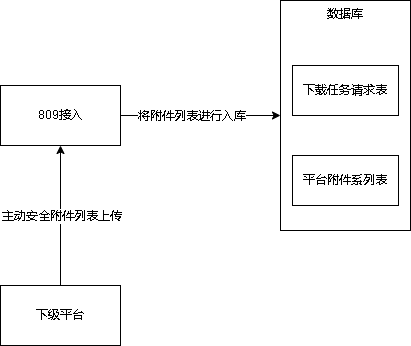 数据库
下载任务请求表
809接入
将附件列表进行入库
平台附件系列表
主动安全附件列表上传
下级平台